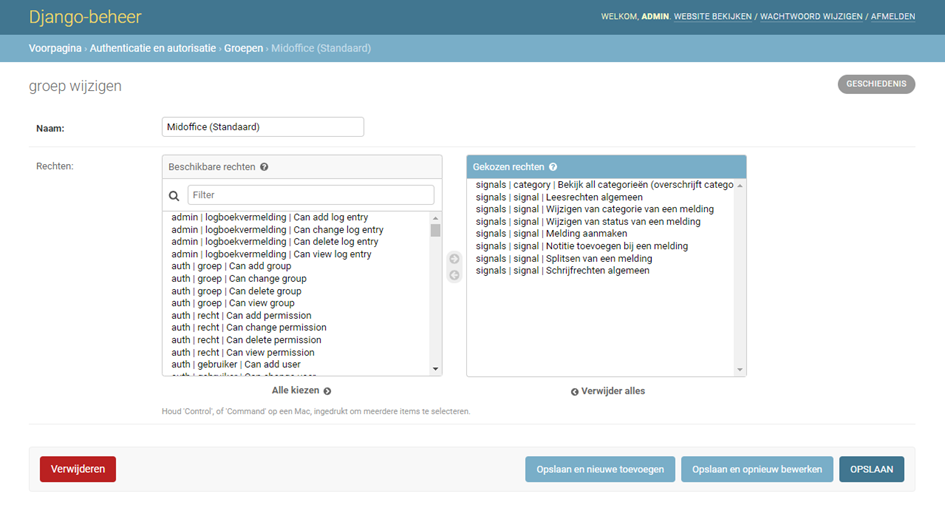 Django-beheer
WELKOM, ADMIN. WEBSITE BEKIJKEN / WACHTWOORD WIJZIGEN / AFMELDEN
Voorpagina › Authenticatie en autorisatie › Groepen › Midoffice (Standaard)
groep wijzigen
GESCHIEDENIS
Naam:
Midoffice (Standaard)
Rechten:
Beschikbare rechten
Filter
admin | logboekvermelding | Can add log entry
admin | logboekvermelding | Can change log entry
admin | logboekvermelding | Can delete log entry
admin | logboekvermelding | Can view log entry
auth | groep | Can add group
auth | groep | Can change group
auth | groep | Can delete group
auth | groep | Can view group
auth | recht | Can add permission
auth | recht | Can change permission
auth | recht | Can delete permission
auth | recht | Can view permission
auth | gebruiker | Can add user
auth | gebruiker | Can change user
Alle kiezen
Gekozen rechten
signals | category | Bekijk all categorieën (overschrijft catego
signals | signal | Leesrechten algemeen
signals | signal | Wijzigen van categorie van een melding
signals | signal | Wijzigen van status van een melding
signals | signal | Melding aanmaken
signals | signal | Notitie toevoegen bij een melding
signals | signal | Splitsen van een melding
signals | signal | Schrijfrechten algemeen
Verwijder alles
Houd 'Control', of 'Command' op een Mac, ingedrukt om meerdere items te selecteren.
Verwijderen
Opslaan en nieuwe toevoegen
Opslaan en opnieuw bewerken
OPSLAAN